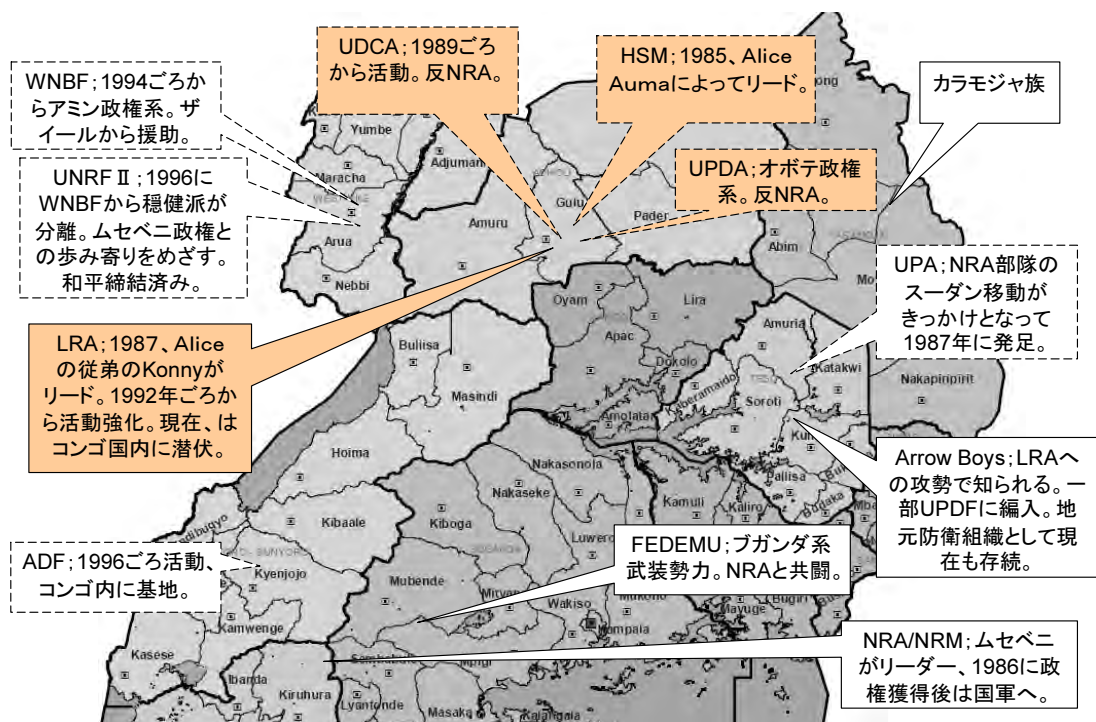 UDCA；1989ごろ
から活動。反NRA。
HSM；1985、Alice
Aumaによってリード。
WNBF；1994ごろか
らアミン政権系。ザ
イールから援助。
カラモジャ族
UNRFⅡ；1996に
WNBFから穏健派が
分離。ムセベニ政権と
の歩み寄りをめざす。
和平締結済み。
UPDA；オボテ政権
系。反NRA。
UPA；NRA部隊の
スーダン移動が
きっかけとなって
1987年に発足。
LRA；1987、Alice
の従弟のKonnyが
リード。1992年ごろか
ら活動強化。現在、は
コンゴ国内に潜伏。
Arrow Boys；LRAへ
の攻勢で知られる。一
部UPDFに編入。地
元防衛組織として現
在も存続。
FEDEMU；ブガンダ系
武装勢力。NRAと共闘。
ADF；1996ごろ活動、
コンゴ内に基地。
NRA/NRM；ムセベニ
がリーダー、1986に政
権獲得後は国軍へ。
Yumbe
Maracha
Arua
Nebbi
Amuru
Gulu
Pader
Abim
Oyam
Lira
Apac
Dokolo
Amolatar
Amuria
Katakwi
Soroti
Nakapiripirit
Buliisa
Masindi
Hoima
Kibaale
Kyenjojo
Kamwenge
Kasese
Ibanda
Kiruhura
Nakasongola
Nakaseke
Kiboga
Luwero
Kamuli
Kaliro
Pallisa
Budaka
Mubende
Wakiso
Mayuge
Bugiri
Mpigi
Lyantonde
Masaka
Kalangala